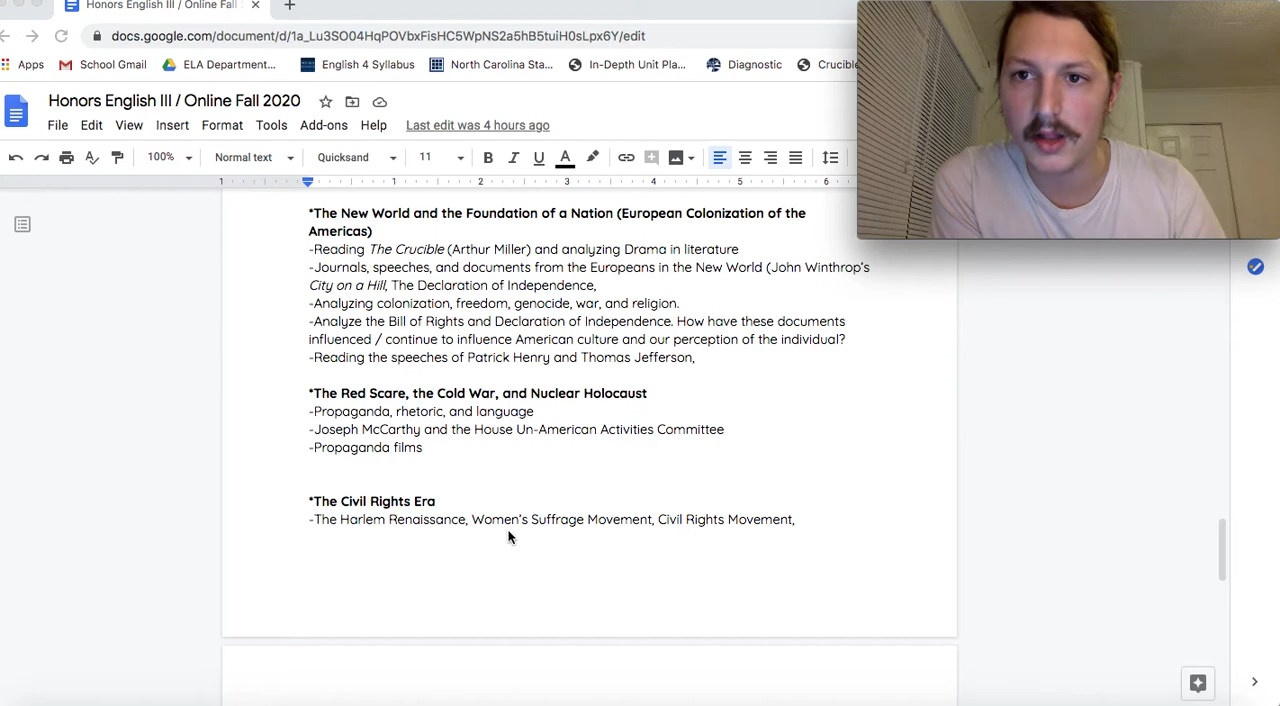 Honors English III / Online Fall
docs.google.com/document/d/1a_Lu3SO04HqPOVbxFisHC5WpNS2a5hB5tuiH0sLpx6Y/edit
Apps School Gmail ELA Department... English 4 Syllabus North Carolina Sta... In-Depth Unit Pla... Diagnostic Crucible
Honors English III / Online Fall 2020
File Edit View Insert Format Tools Add-ons Help Last edit was 4 hours ago
100% Normal text Quicksand 11 B I U A
1 1 2 3 4 5 6
*The New World and the Foundation of a Nation (European Colonization of the
Americas)
-Reading The Crucible (Arthur Miller) and analyzing Drama in literature
-Journals, speeches, and documents from the Europeans in the New World (John Winthrop's
City on a Hill, The Declaration of Independence,
-Analyzing colonization, freedom, genocide, war, and religion.
-Analyze the Bill of Rights and Declaration of Independence. How have these documents
influenced / continue to influence American culture and our perception of the individual?
-Reading the speeches of Patrick Henry and Thomas Jefferson,
*The Red Scare, the Cold War, and Nuclear Holocaust
-Propaganda, rhetoric, and language
-Joseph McCarthy and the House Un-American Activities Committee
-Propaganda films
*The Civil Rights Era
-The Harlem Renaissance, Women's Suffrage Movement, Civil Rights Movement,